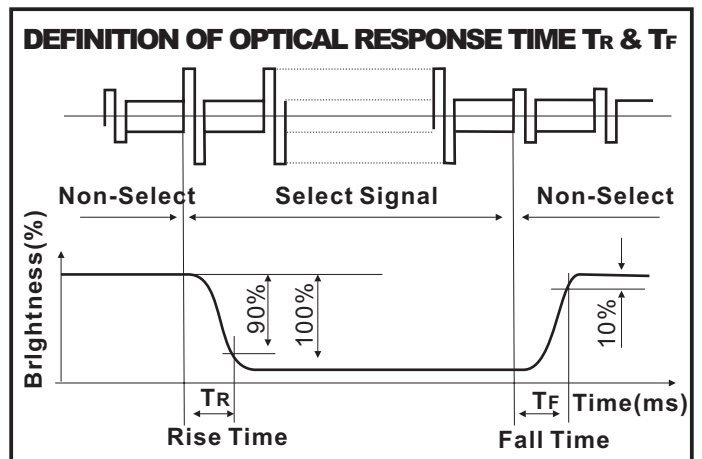 DEFINITION OF OPTICAL RESPONSE TIME TR & TF
Non-Select
Select Signal
Non-Select
Brightness(%)
90%
100%
10%
TR
TF
Time(ms)
Rise Time
Fall Time